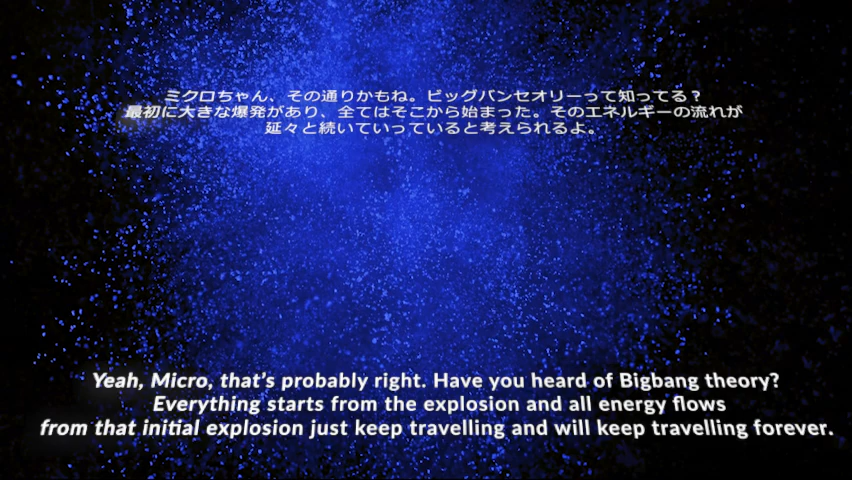 ミクロちゃん、その通りかもね。ビッグバンセオリーって知ってる？
最初に大きな爆発があり、全てはそこから始まった。そのエネルギーの流れが
延々と続いていっていると考えられるよ。
Yeah, Micro, that's probably right. Have you heard of Bigbang theory?
Everything starts from the explosion and all energy flows
from that initial explosion just keep travelling and will keep travelling forever.